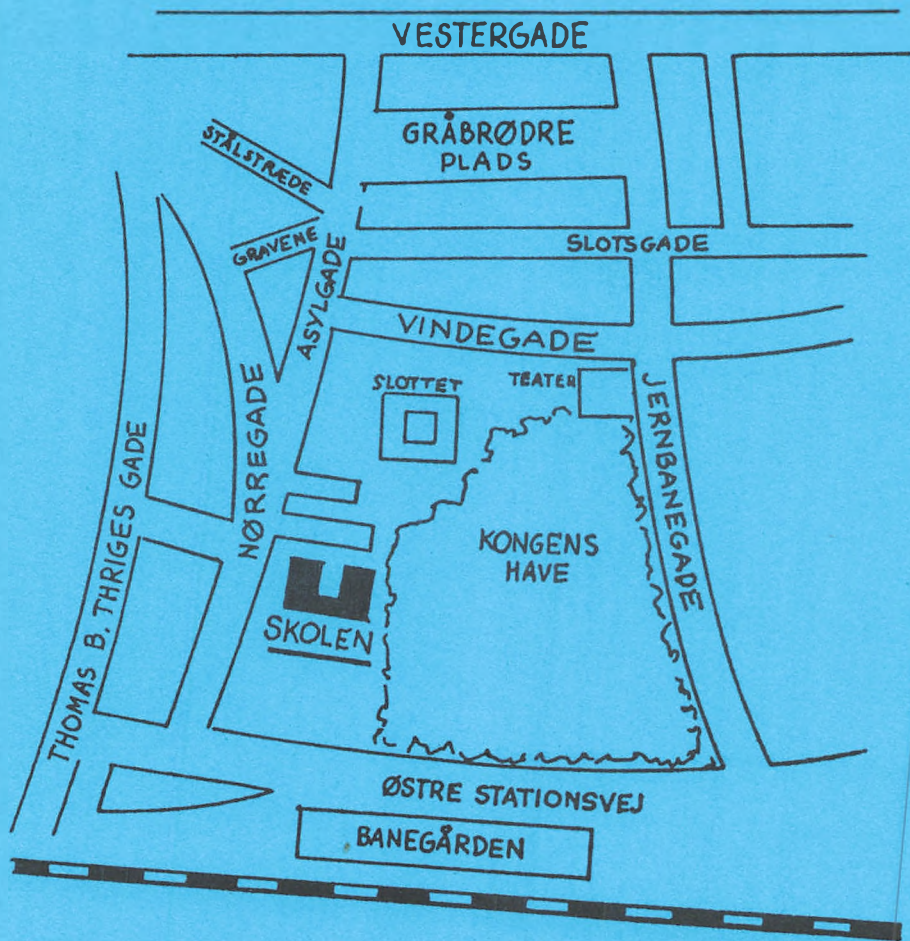 VESTERGADE
GRÅBRØDRE
PLADS
STÅLSTRÆDE
GRAVENE
SLOTSGADE
ASYLGADE
VINDEGADE
SLOTTET
TEATER
JERNBANEGADE
NØRREGADE
THOMAS B. THRIGES GADE
KONGENS
HAVE
SKOLEN
ØSTRE STATIONSVEJ
BANEGÅRDEN